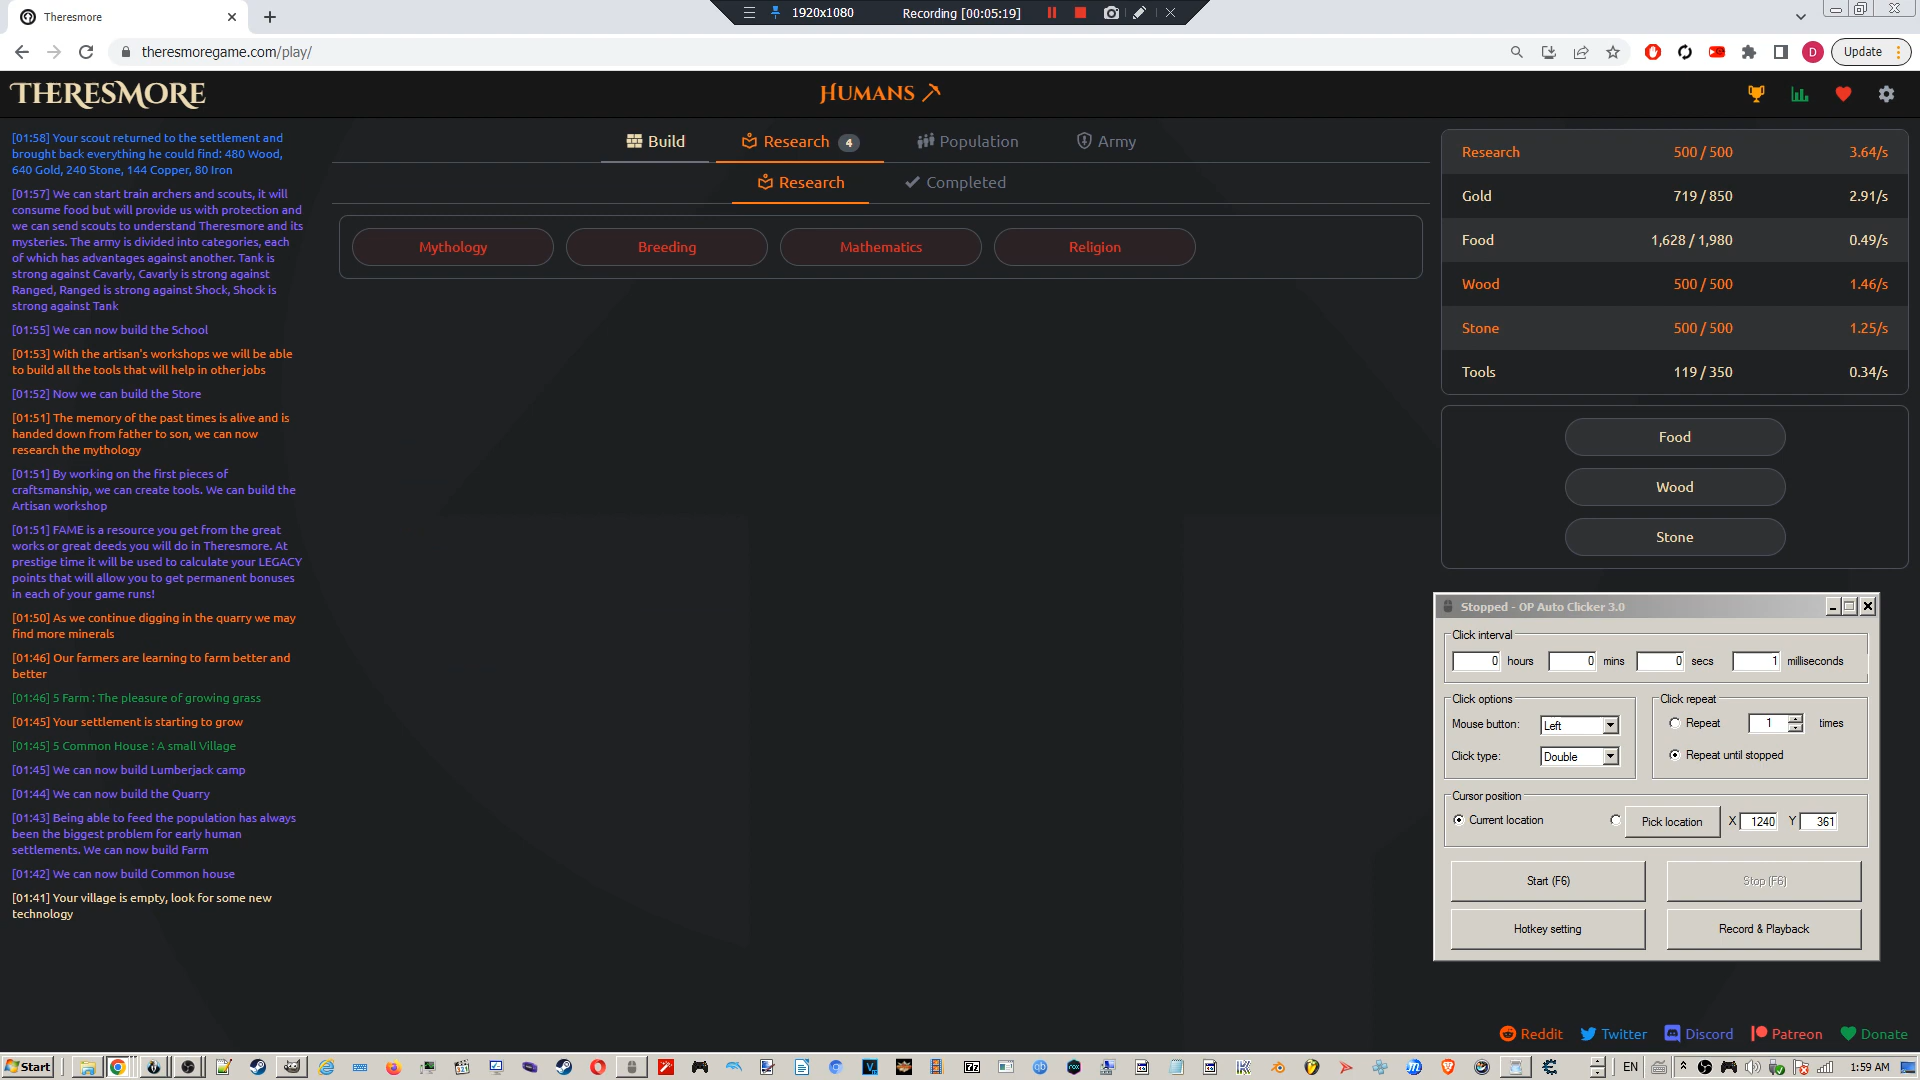 Theresmore
1920x1080
Recording [00:05:19]
theresmoregame.com/play/
D
Update
THERESMORE
HUMANS
[01:58] Your scout returned to the settlement and
brought back everything he could find: 480 Wood,
640 Gold, 240 Stone, 144 Copper, 80 Iron
[01:57] We can start train archers and scouts, it will
consume food but will provide us with protection and
we can send scouts to understand Theresmore and its
mysteries. The army is divided into categories, each
of which has advantages against another. Tank is
strong against Cavarly, Cavarly is strong against
Ranged, Ranged is strong against Shock, Shock is
strong against Tank
[01:55] We can now build the School
[01:53] With the artisan's workshops we will be able
to build all the tools that will help in other jobs
[01:52] Now we can build the Store
[01:51] The memory of the past times is alive and is
handed down from father to son, we can now
research the mythology
[01:51] By working on the first pieces of
craftsmanship, we can create tools. We can build the
Artisan workshop
[01:51] FAME is a resource you get from the great
works or great deeds you will do in Theresmore. At
prestige time it will be used to calculate your LEGACY
points that will allow you to get permanent bonuses
in each of your game runs!
[01:50] As we continue digging in the quarry we may
find more minerals
[01:46] Our farmers are learning to farm better and
better
[01:46] 5 Farm : The pleasure of growing grass
[01:45] Your settlement is starting to grow
[01:45] 5 Common House : A small Village
[01:45] We can now build Lumberjack camp
[01:44] We can now build the Quarry
[01:43] Being able to feed the population has always
been the biggest problem for early human
settlements. We can now build Farm
[01:42] We can now build Common house
[01:41] Your village is empty, look for some new
technology
Build
Research 4
Population
Army
Research
Completed
Mythology
Breeding
Mathematics
Religion
Research 500 / 500 3.64/s
Gold 719 / 850 2.91/s
Food 1,628 / 1,980 0.49/s
Wood 500 / 500 1.46/s
Stone 500 / 500 1.25/s
Tools 119 / 350 0.34/s
Food
Wood
Stone
Stopped - OP Auto Clicker 3.0
Click interval
0 hours 0 mins 0 secs 1 milliseconds
Click options
Mouse button: Left
Click type: Double
Click repeat
Repeat 1 times
Repeat until stopped
Cursor position
Current location
Pick location X 1240 Y 361
Start (F6)
Stop (F6)
Hotkey setting
Record & Playback
Reddit
Twitter
Discord
Patreon
Donate
Start
EN
1:59 AM